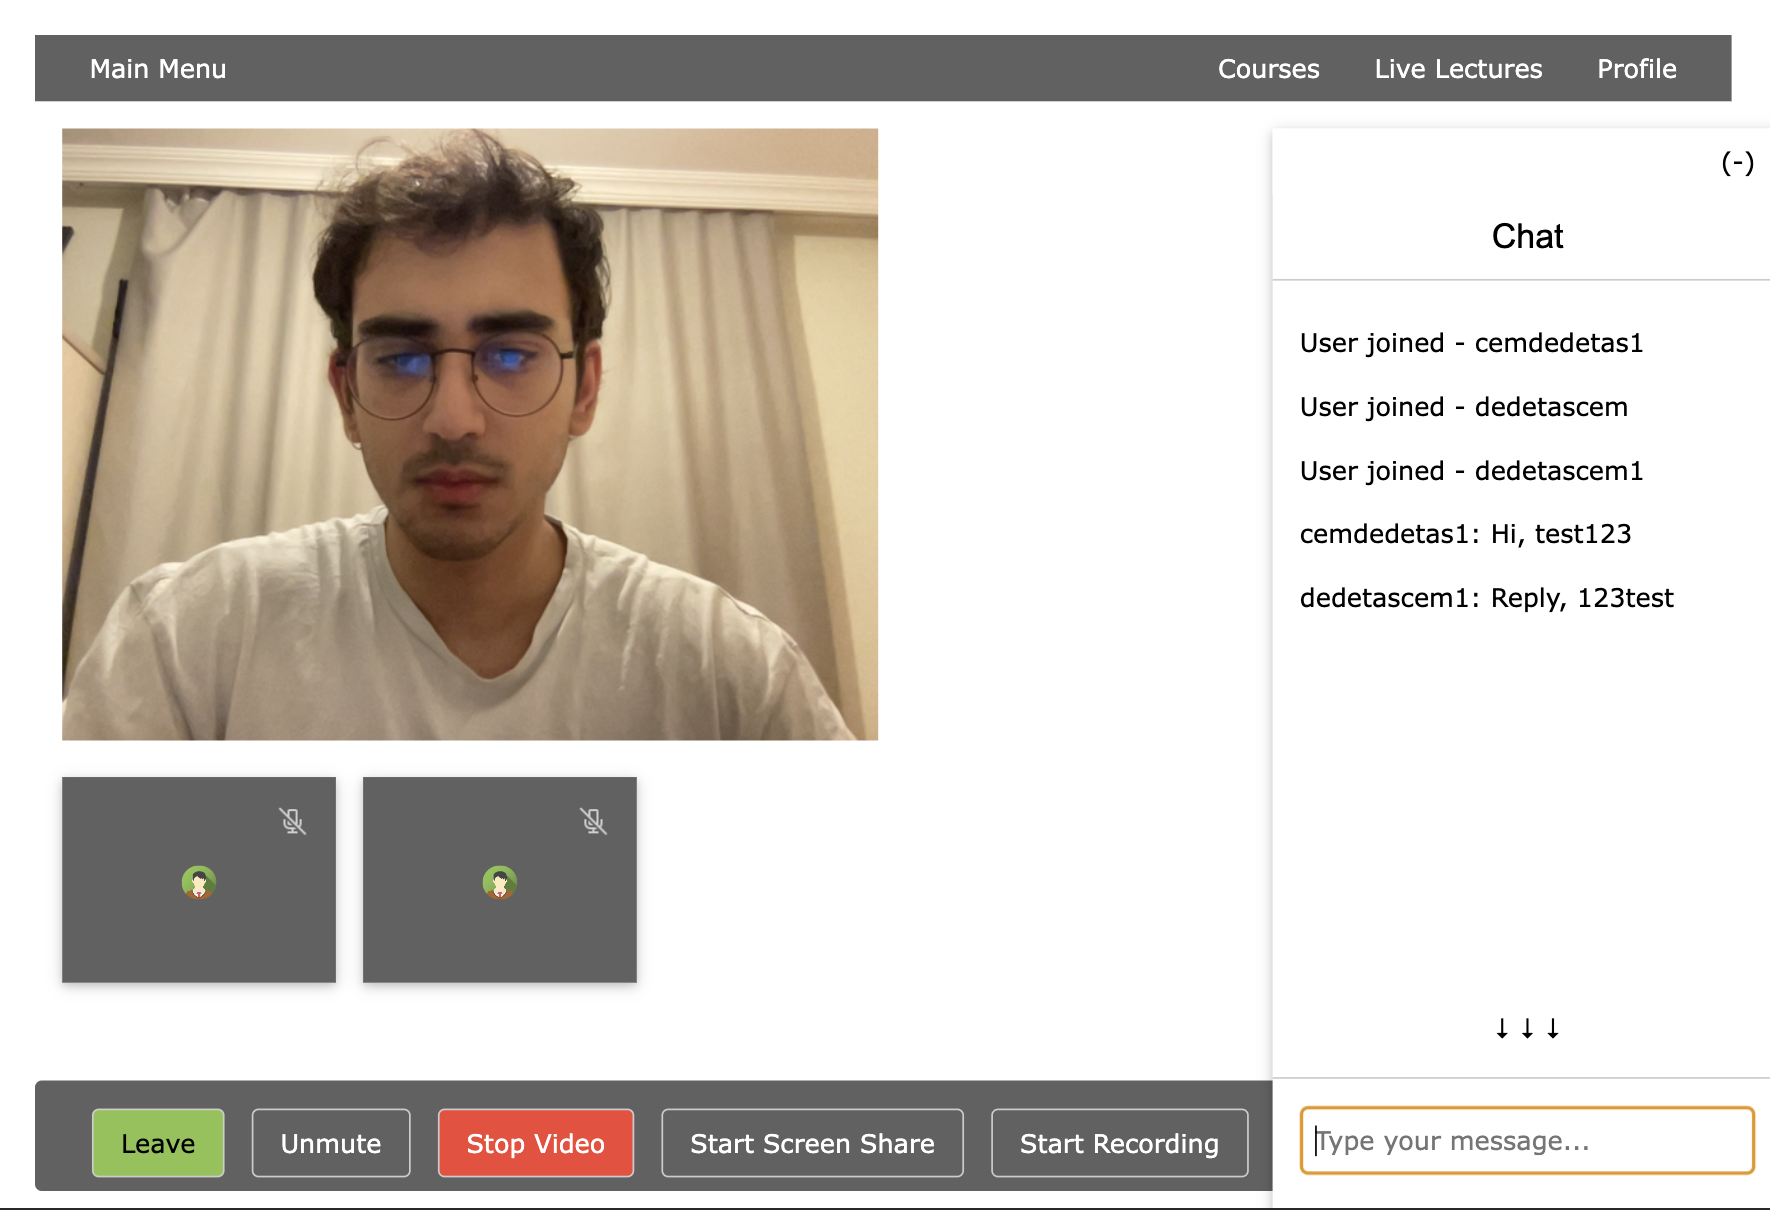 Main Menu
Courses
Live Lectures
Profile
(-)
Chat
User joined - cemdedetas1
User joined - dedetascem
User joined - dedetascem1
cemdedetas1: Hi, test123
dedetascem1: Reply, 123test
↓ ↓ ↓
Leave
Unmute
Stop Video
Start Screen Share
Start Recording
Type your message...